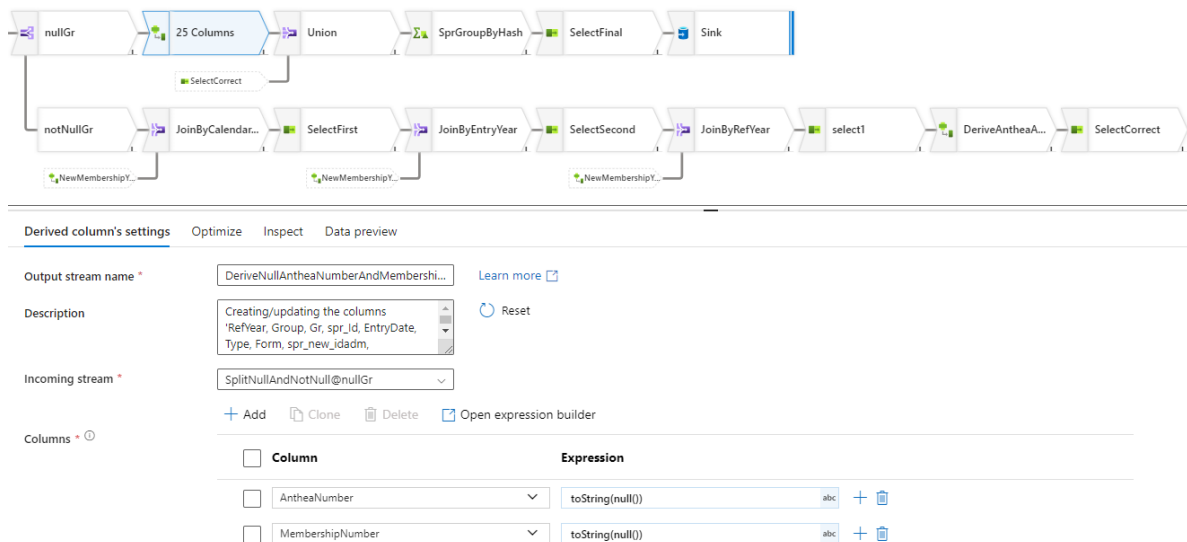 nullGr
25 Columns
Union
SprGroupByHash
SelectFinal
Sink
SelectCorrect
notNullGr
JoinByCalendar...
SelectFirst
JoinByEntryYear
SelectSecond
JoinByRefYear
select1
DeriveAntheaA...
SelectCorrect
NewMembershipY...
NewMembershipY...
NewMembershipY...
Derived column's settings
Optimize
Inspect
Data preview
Output stream name *
DeriveNullAntheaNumberAndMembershi...
Learn more
Description
Creating/updating the columns
'RefYear, Group, Gr, spr_Id, EntryDate,
Type, Form, spr_new_idadm,
Reset
Incoming stream *
SplitNullAndNotNull@nullGr
Add
Clone
Delete
Open expression builder
Columns *
Column
Expression
AntheaNumber
toString(null())
abc
MembershipNumber
toString(null())
abc